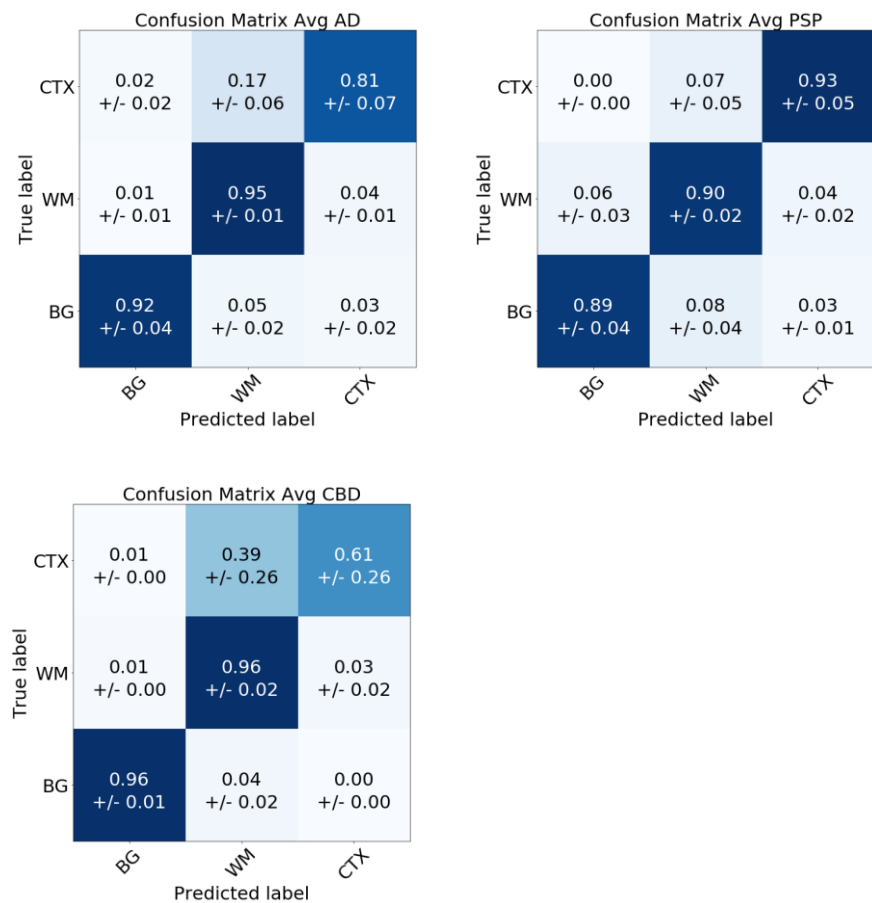 Confusion Matrix Avg AD
True label
CTX
0.02 0.17 0.81
+/- 0.02 +/- 0.06 +/- 0.07
WM
0.01 0.95 0.04
+/- 0.01 +/- 0.01 +/- 0.01
BG
0.92 0.05 0.03
+/- 0.04 +/- 0.02 +/- 0.02
BG WM CTX
Predicted label
Confusion Matrix Avg PSP
True label
CTX
0.00 0.07 0.93
+/- 0.00 +/- 0.05 +/- 0.05
WM
0.06 0.90 0.04
+/- 0.03 +/- 0.02 +/- 0.02
BG
0.89 0.08 0.03
+/- 0.04 +/- 0.04 +/- 0.01
BG WM CTX
Predicted label
Confusion Matrix Avg CBD
True label
CTX
0.01 0.39 0.61
+/- 0.00 +/- 0.26 +/- 0.26
WM
0.01 0.96 0.03
+/- 0.00 +/- 0.02 +/- 0.02
BG
0.96 0.04 0.00
+/- 0.01 +/- 0.02 +/- 0.00
BG WM CTX
Predicted label